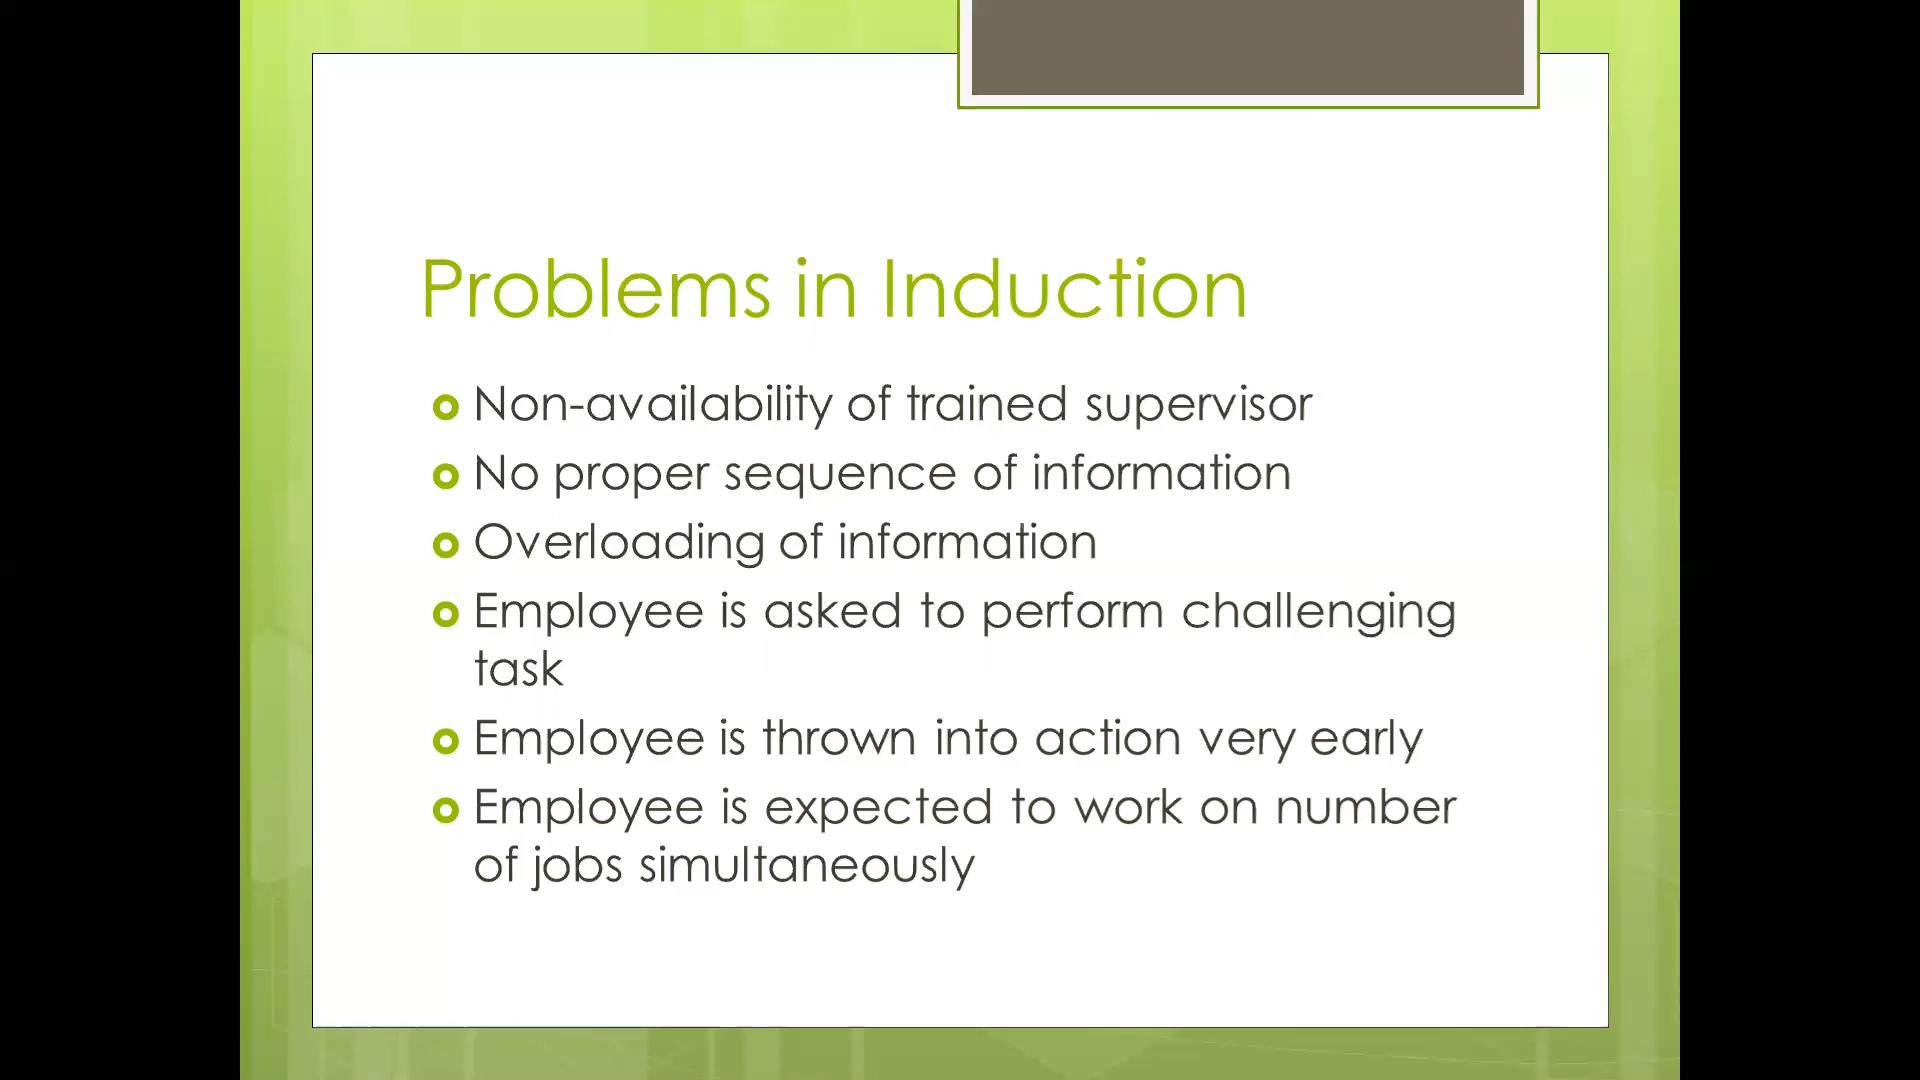 Problems in Induction
Non-availability of trained supervisor
No proper sequence of information
Overloading of information
Employee is asked to perform challenging
task
Employee is thrown into action very early
Employee is expected to work on number
of jobs simultaneously